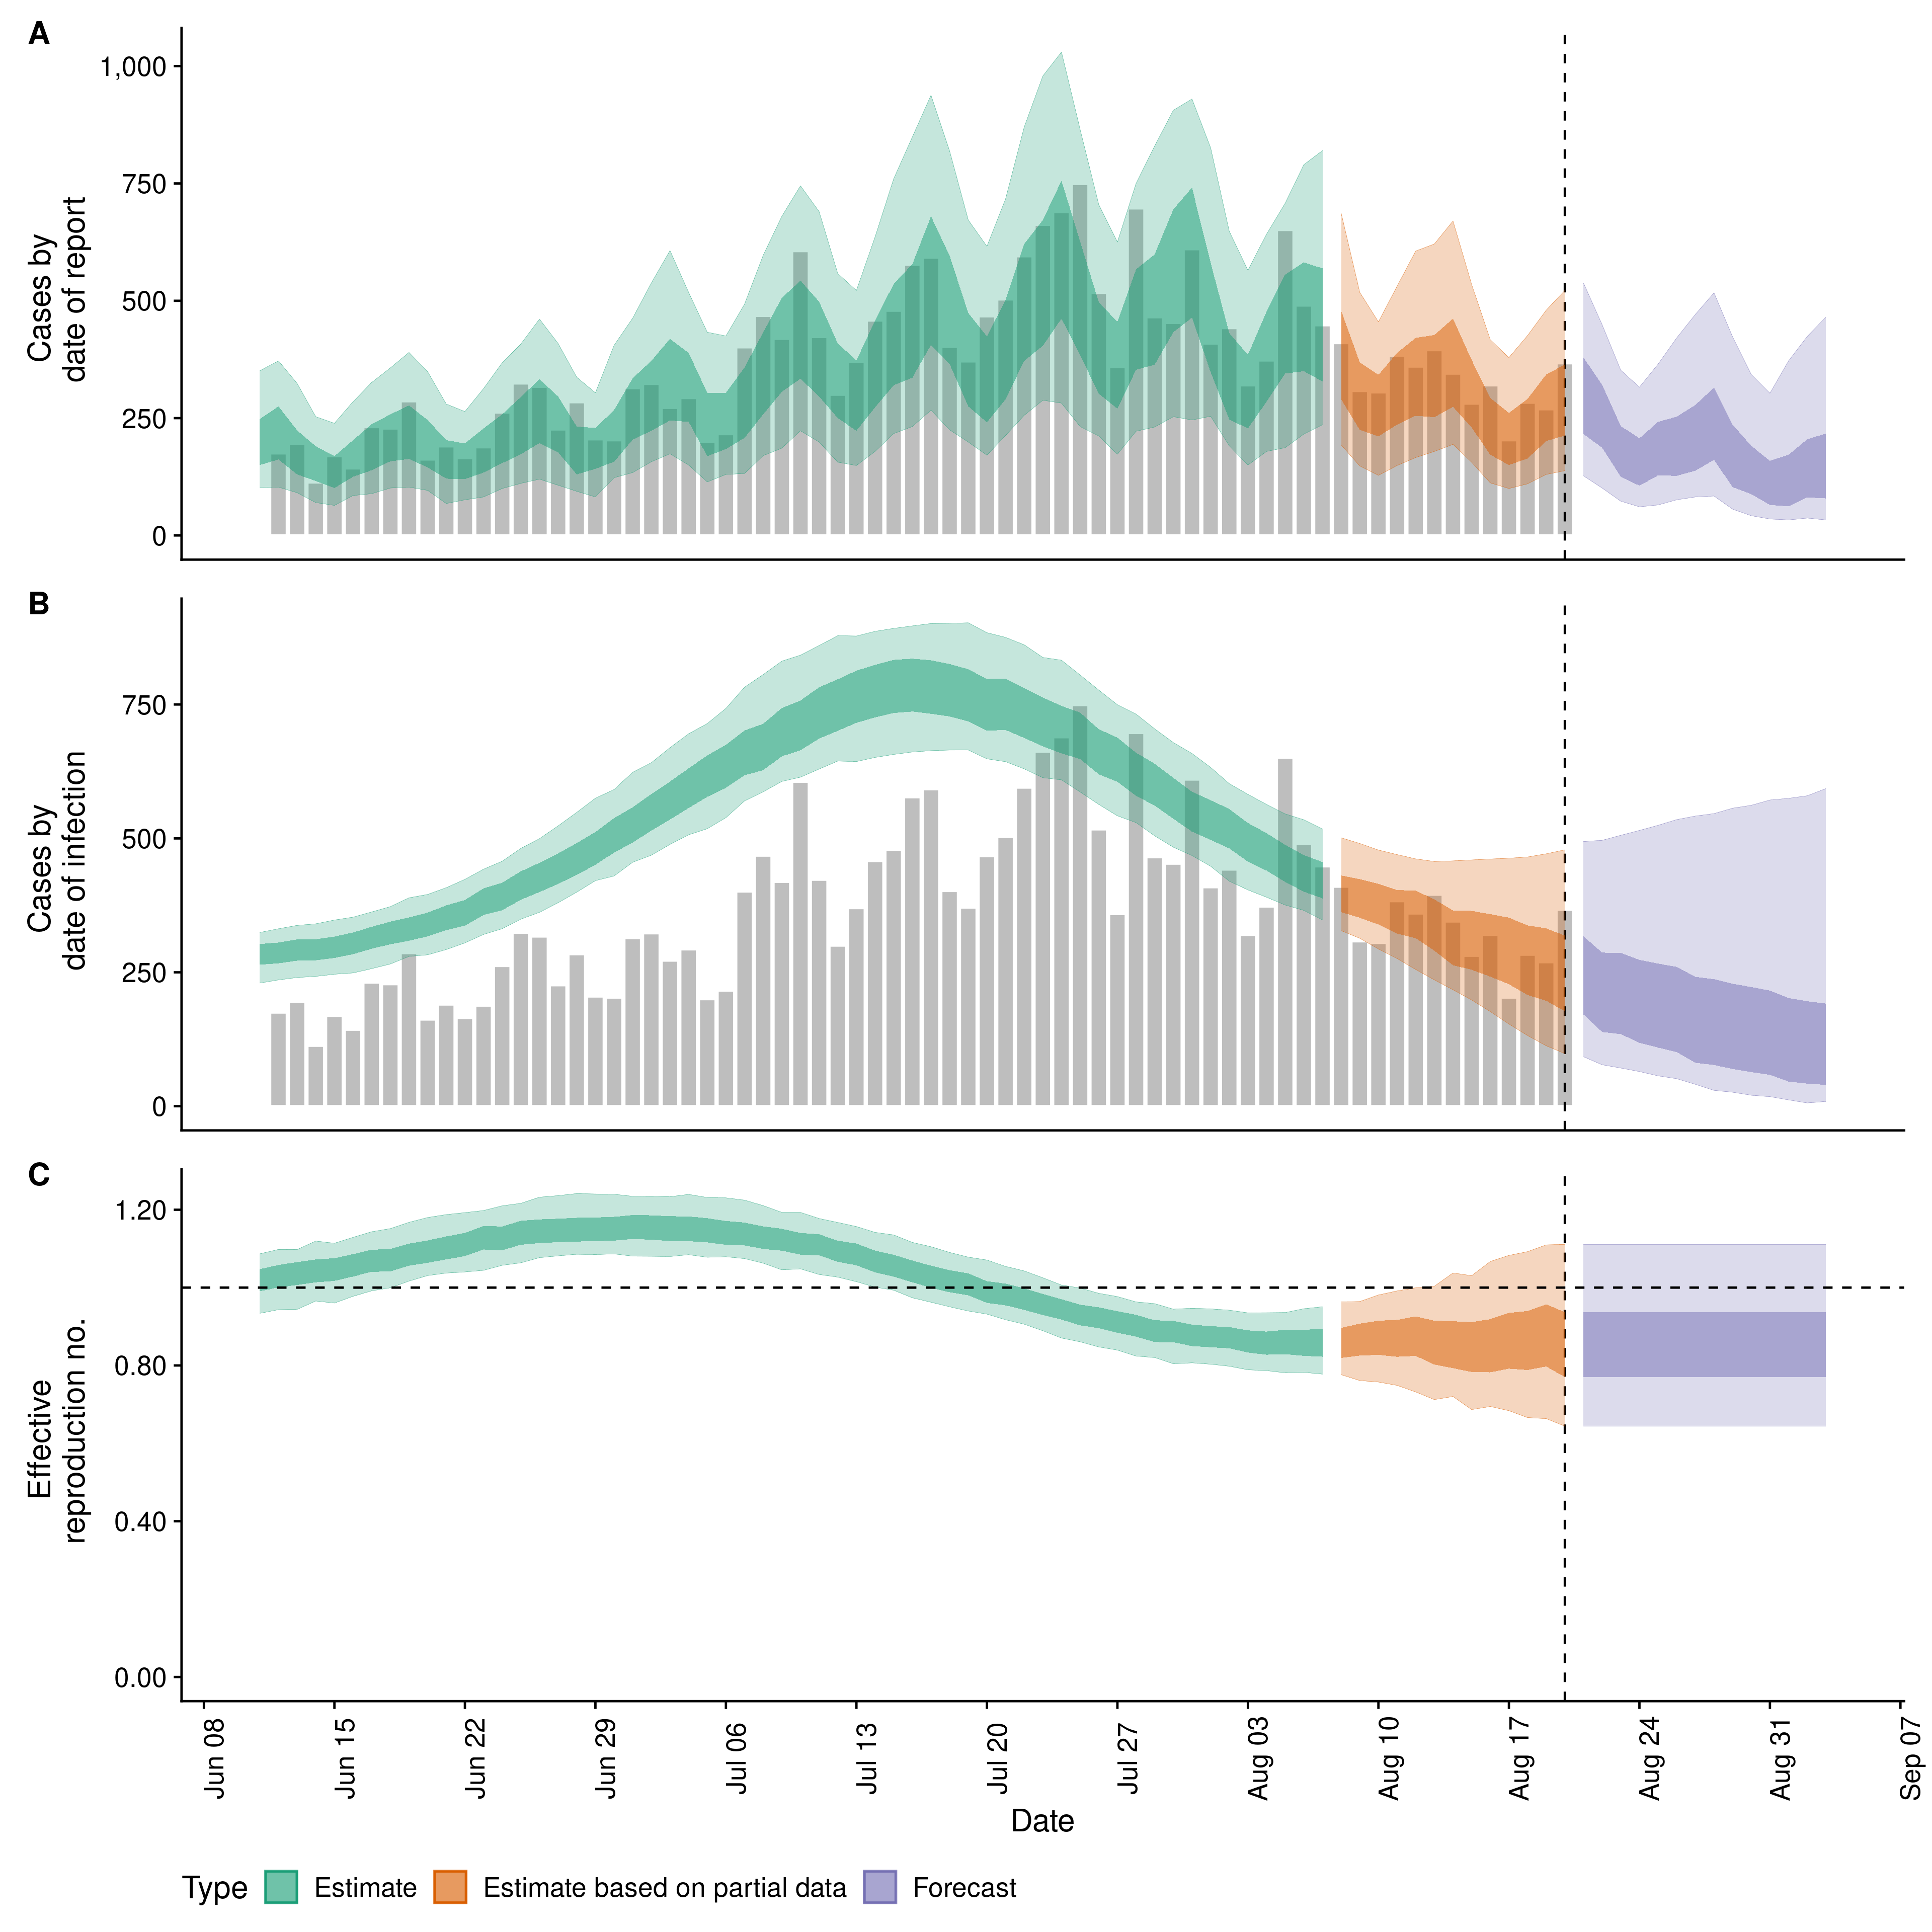 A
1,000
750
500
250
0
Cases by
date of report
B
750
500
250
0
Cases by
date of infection
C
1.20
0.80
0.40
0.00
Effective
reproduction no.
Jun 08
Jun 15
Jun 22
Jun 29
Jul 06
Jul 13
Jul 20
Jul 27
Aug 03
Aug 10
Aug 17
Aug 24
Aug 31
Sep 07
Date
Type Estimate Estimate based on partial data Forecast